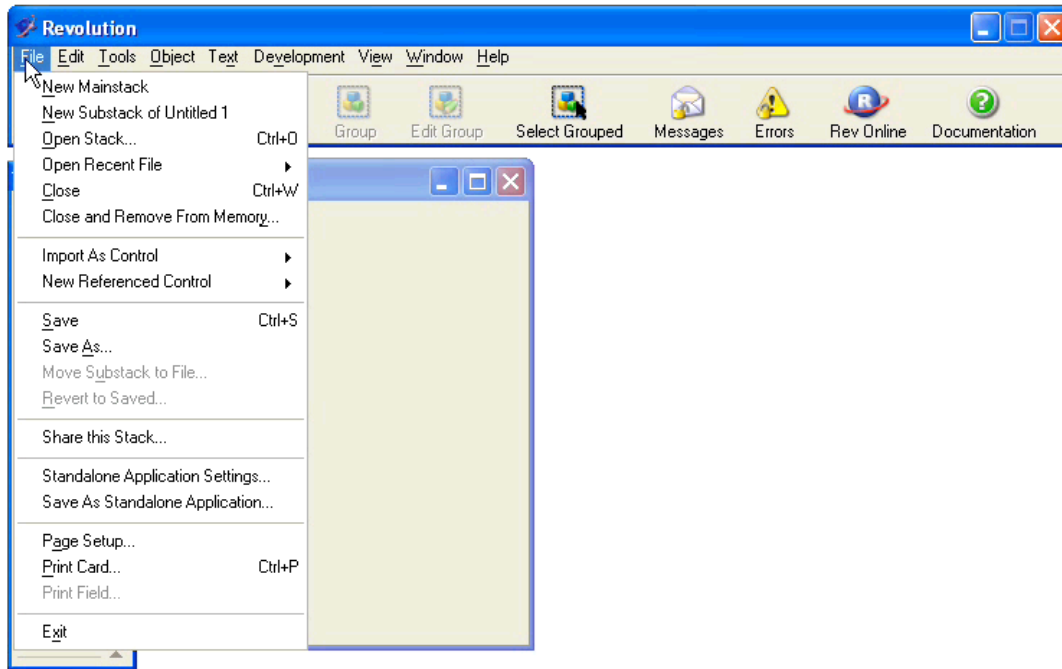 Revolution
File Edit Tools Object Text Development View Window Help
Group Edit Group Select Grouped Messages Errors Rev Online Documentation
New Mainstack
New Substack of Untitled 1
Open Stack... Ctrl+O
Open Recent File
Close Ctrl+W
Close and Remove From Memory...
Import As Control
New Referenced Control
Save Ctrl+S
Save As...
Move Substack to File...
Revert to Saved...
Share this Stack...
Standalone Application Settings...
Save As Standalone Application...
Page Setup...
Print Card... Ctrl+P
Print Field...
Exit